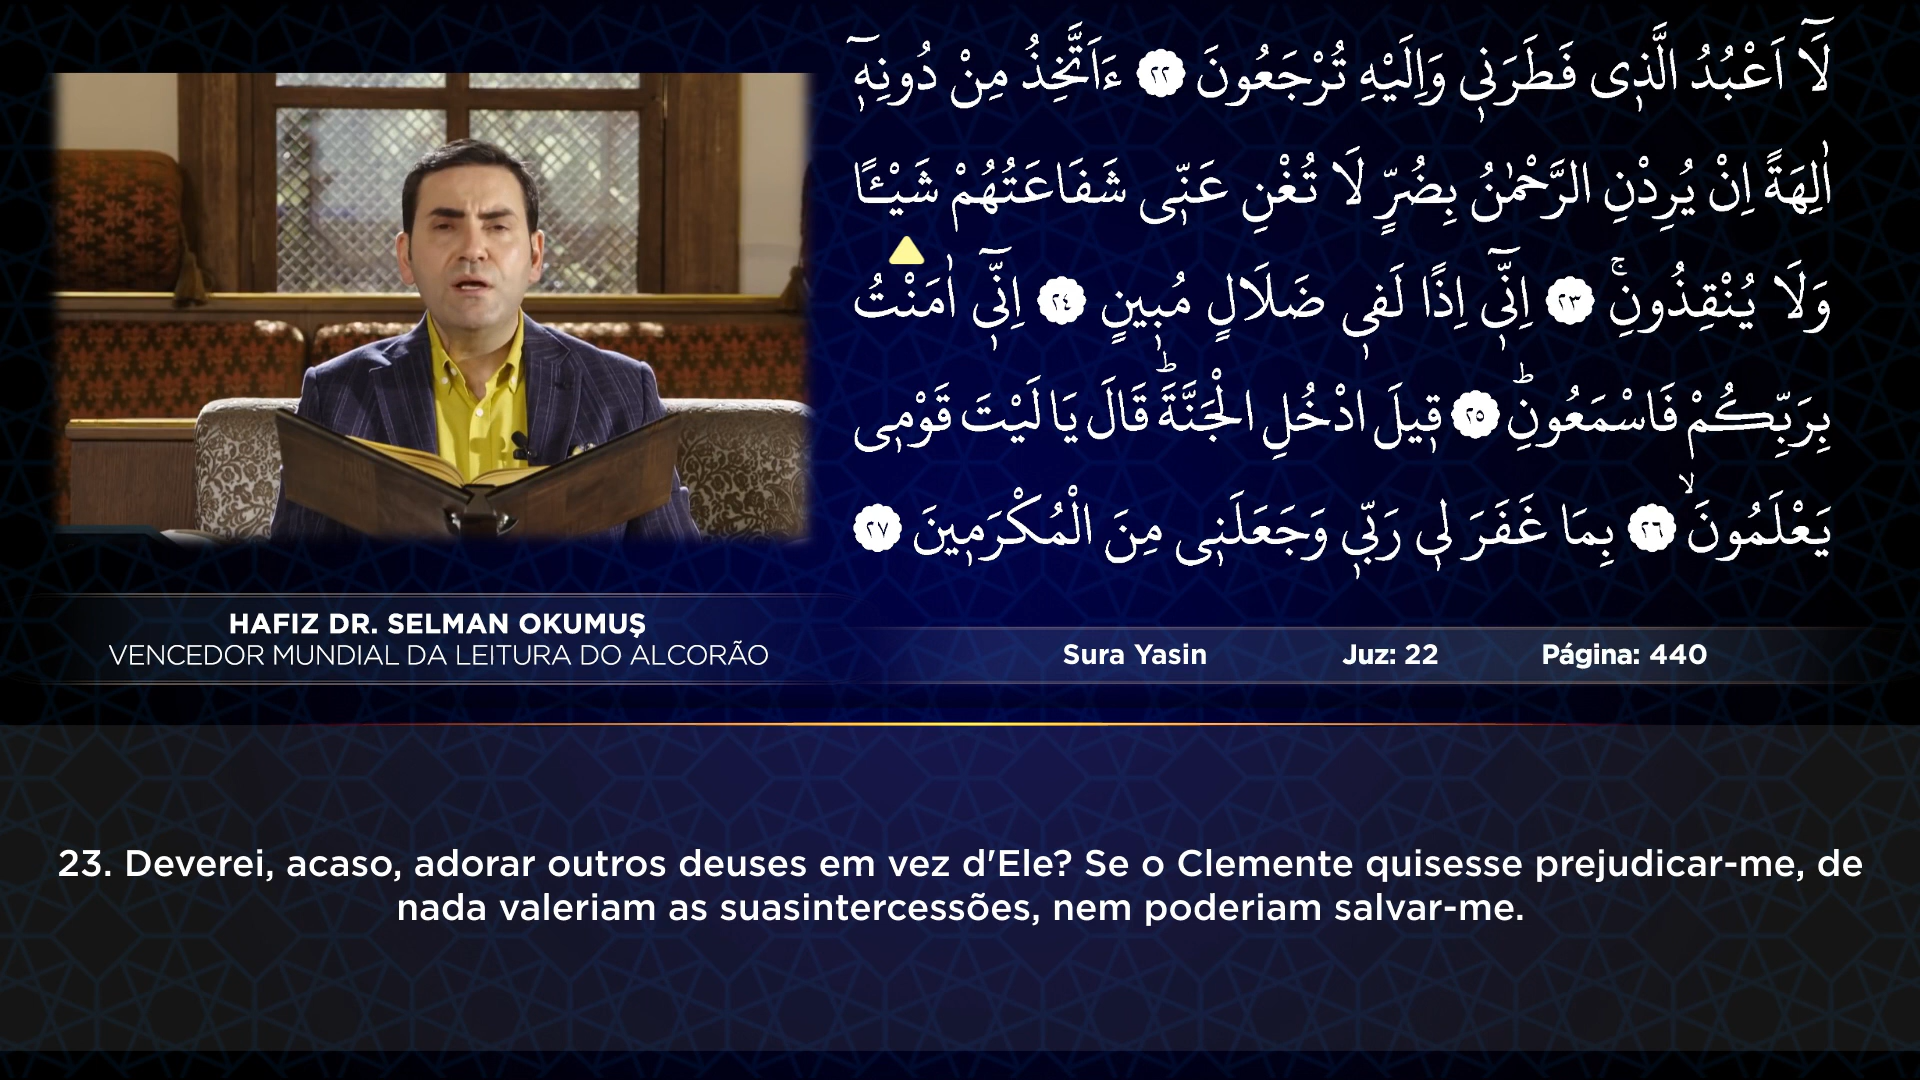 لَٓا اَعْبُدُ الَّذٖى فَطَرَنٖى وَاِلَيْهِ تُرْجَعُونَ ٢٢ ءَاَتَّخِذُ مِنْ دُونِهٖٓ
اٰلِهَةً اِنْ يُرِدْنِ الرَّحْمٰنُ بِضُرٍّ لَا تُغْنِ عَنّٖى شَفَاعَتُهُمْ شَيْـًٔا
وَلَا يُنْقِذُونِۚ ٢٣ اِنّٖٓى اِذًا لَفٖى ضَلَالٍ مُبٖينٍ ٢٤ اِنّٖٓى اٰمَنْتُ
بِرَبِّكُمْ فَاسْمَعُونِؕ ٢٥ قٖيلَ ادْخُلِ الْجَنَّةَؕ قَالَ يَا لَيْتَ قَوْمٖى
يَعْلَمُونَۙ ٢٦ بِمَا غَفَرَ لٖى رَبّٖى وَجَعَلَنٖى مِنَ الْمُكْرَمٖينَ ٢٧
HAFIZ DR. SELMAN OKUMUŞ
VENCEDOR MUNDIAL DA LEITURA DO ALCORÃO
Sura Yasin Juz: 22 Página: 440
23. Deverei, acaso, adorar outros deuses em vez d'Ele? Se o Clemente quisesse prejudicar-me, de
nada valeriam as suasintercessões, nem poderiam salvar-me.